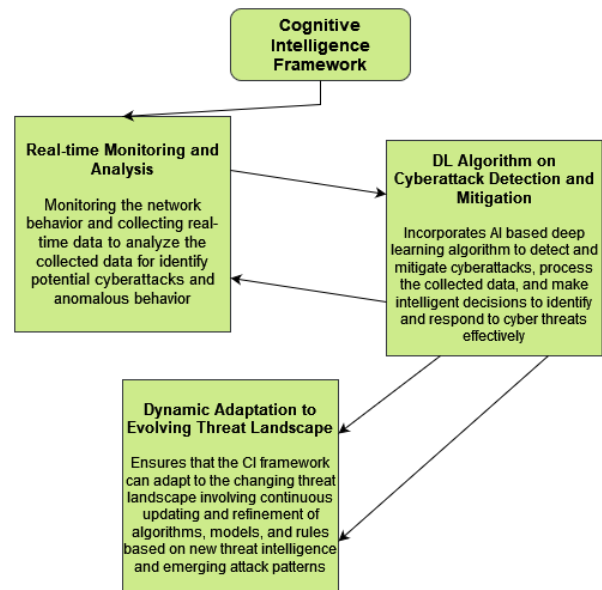 Cognitive
Intelligence
Framework
Real-time Monitoring and
Analysis
Monitoring the network
behavior and collecting real-
time data to analyze the
collected data for identify
potential cyberattacks and
anomalous behavior
DL Algorithm on
Cyberattack Detection and
Mitigation
Incorporates AI based deep
learning algorithm to detect and
mitigate cyberattacks, process
the collected data, and make
intelligent decisions to identify
and respond to cyber threats
effectively
Dynamic Adaptation to
Evolving Threat Landscape
Ensures that the CI framework
can adapt to the changing threat
landscape involving continuous
updating and refinement of
algorithms, models, and rules
based on new threat intelligence
and emerging attack patterns